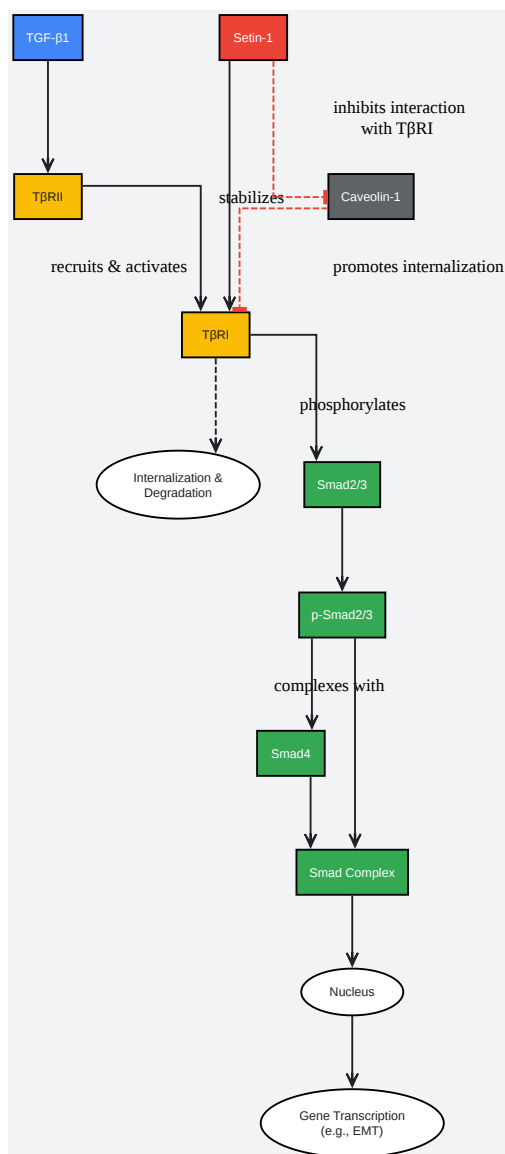 TGF-β1
Setin-1
inhibits interaction
with TβRI
TβRII
stabilizes
Caveolin-1
recruits & activates
promotes internalization
TβRI
phosphorylates
Internalization &
Degradation
Smad2/3
p-Smad2/3
complexes with
Smad4
Smad Complex
Nucleus
Gene Transcription
(e.g., EMT)